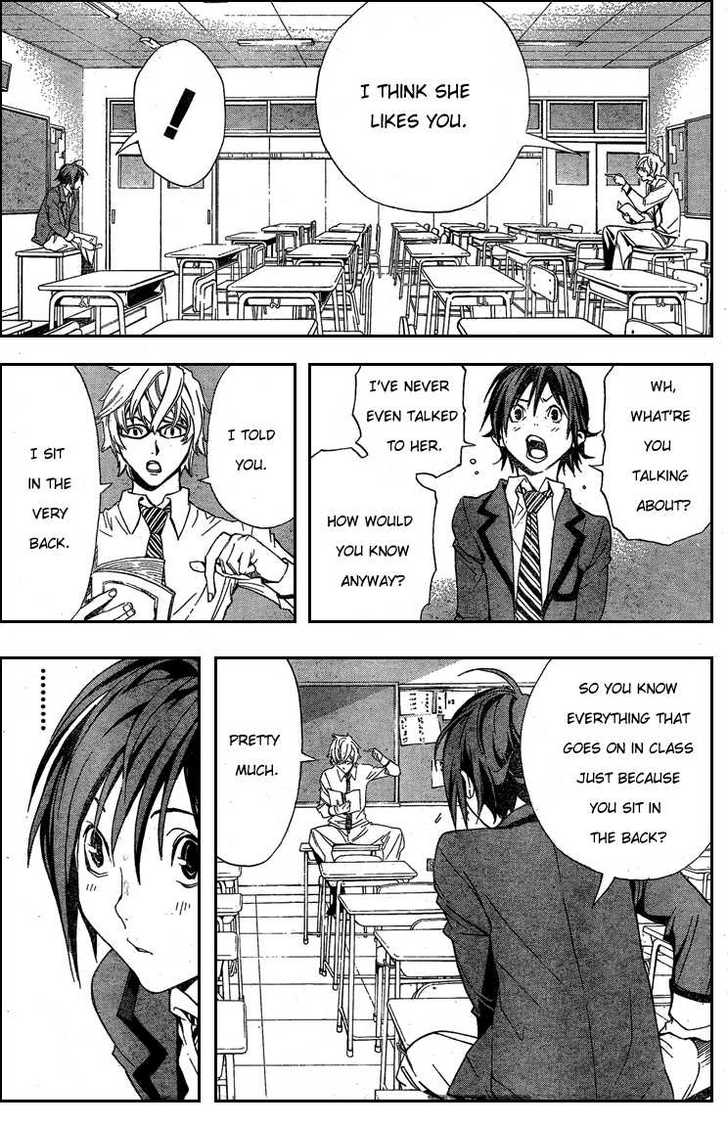 I THINK SHE
LIKES YOU.
!
WH,
WHAT'RE
YOU
TALKING
ABOUT?
I'VE NEVER
EVEN TALKED
TO HER.
HOW WOULD
YOU KNOW
ANYWAY?
I TOLD
YOU.
I SIT
IN THE
VERY
BACK.
SO YOU KNOW
EVERYTHING THAT
GOES ON IN CLASS
JUST BECAUSE
YOU SIT IN
THE BACK?
PRETTY
MUCH.
........